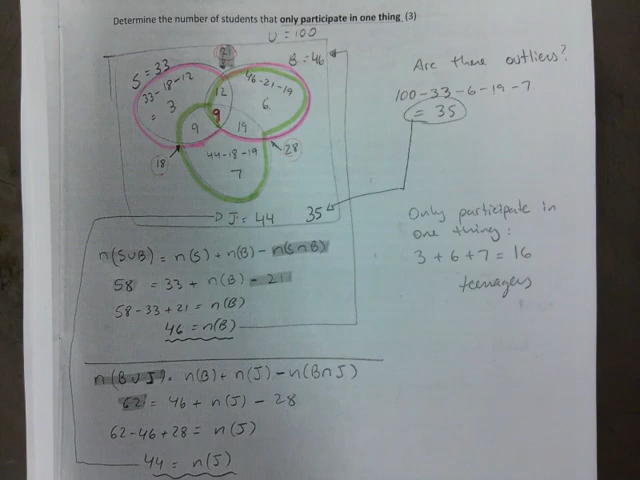 Determine the number of students that only participate in one thing. (3)
U = 100
21
S = 33
B = 46
33-18-12
= 3
12
46-21-19
6
9
9
19
18
28
44-18-19
7
J = 44
35
Are there outliers?
100-33-6-19-7
= 35
Only participate in
one thing:
3 + 6 + 7 = 16
teenagers
n(S∪B) = n(S) + n(B) - n(S∩B)
58 = 33 + n(B) - 21
58-33+21 = n(B)
46 = n(B)
n(B∪J) = n(B) + n(J) - n(B∩J)
62 = 46 + n(J) - 28
62-46+28 = n(J)
44 = n(J)